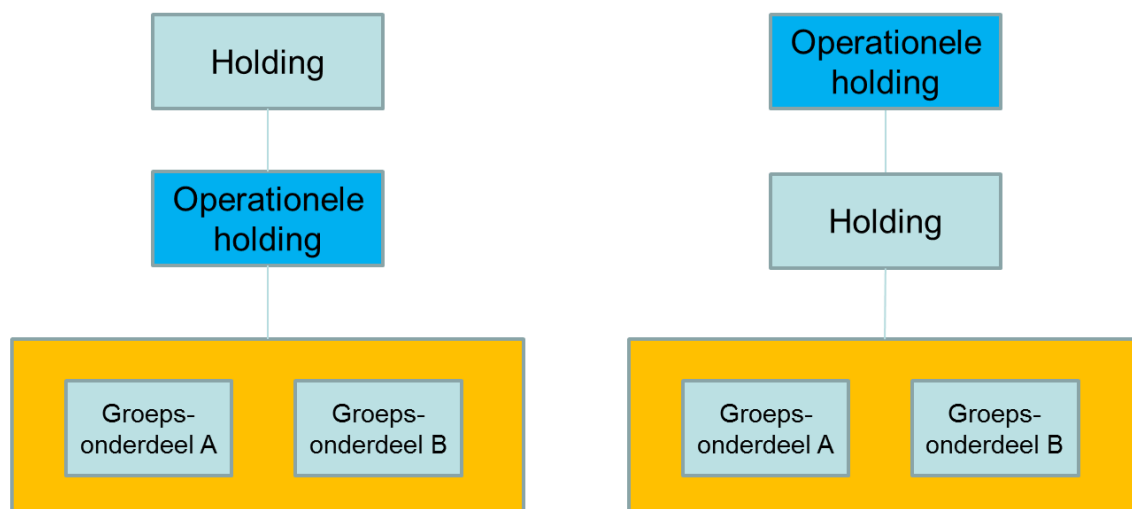 Holding
Operationele
holding
Groeps-
onderdeel A
Groeps-
onderdeel B
Operationele
holding
Holding
Groeps-
onderdeel A
Groeps-
onderdeel B